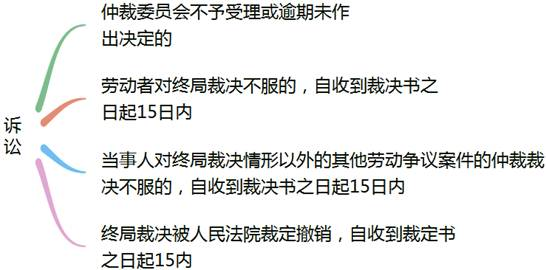 诉
讼
仲裁委员会不予受理或逾期未作
出决定的
劳动者对终局裁决不服的，自收到裁决书之
日起15日内
当事人对终局裁决情形以外的其他劳动争议案件的仲裁裁
决不服的，自收到裁决书之日起15日内
终局裁决被人民法院裁定撤销，自收到裁定书
之日起15内